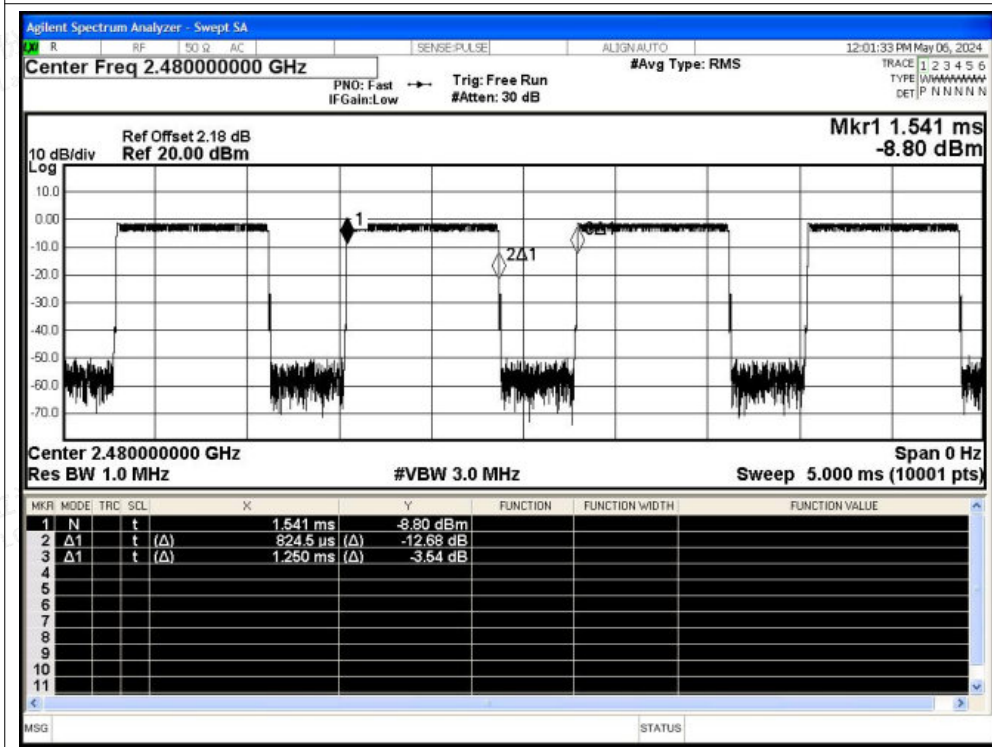 Agilent Spectrum Analyzer - Swept SA
LXI R RF 50 Ω AC SENSE:PULSE ALIGN AUTO 12:01:33 PM May 06, 2024
Center Freq 2.480000000 GHz #Avg Type: RMS TRACE 1 2 3 4 5 6
PNO: Fast Trig: Free Run TYPE WWWWWW
IFGain:Low #Atten: 30 dB DET P N N N N N
Mkr1 1.541 ms
Ref Offset 2.18 dB
-8.80 dBm
10 dB/div Ref 20.00 dBm
Log
10.0
0.00
1
3Δ1
-10.0
2Δ1
-20.0
-30.0
-40.0
-50.0
-60.0
-70.0
Center 2.480000000 GHz Span 0 Hz
Res BW 1.0 MHz #VBW 3.0 MHz Sweep 5.000 ms (10001 pts)
MKR MODE TRC SCL X Y FUNCTION FUNCTION WIDTH FUNCTION VALUE
1 N t 1.541 ms -8.80 dBm
2 Δ1 t (Δ) 824.5 µs (Δ) -12.68 dB
3 Δ1 t (Δ) 1.250 ms (Δ) -3.54 dB
4
5
6
7
8
9
10
11
MSG STATUS